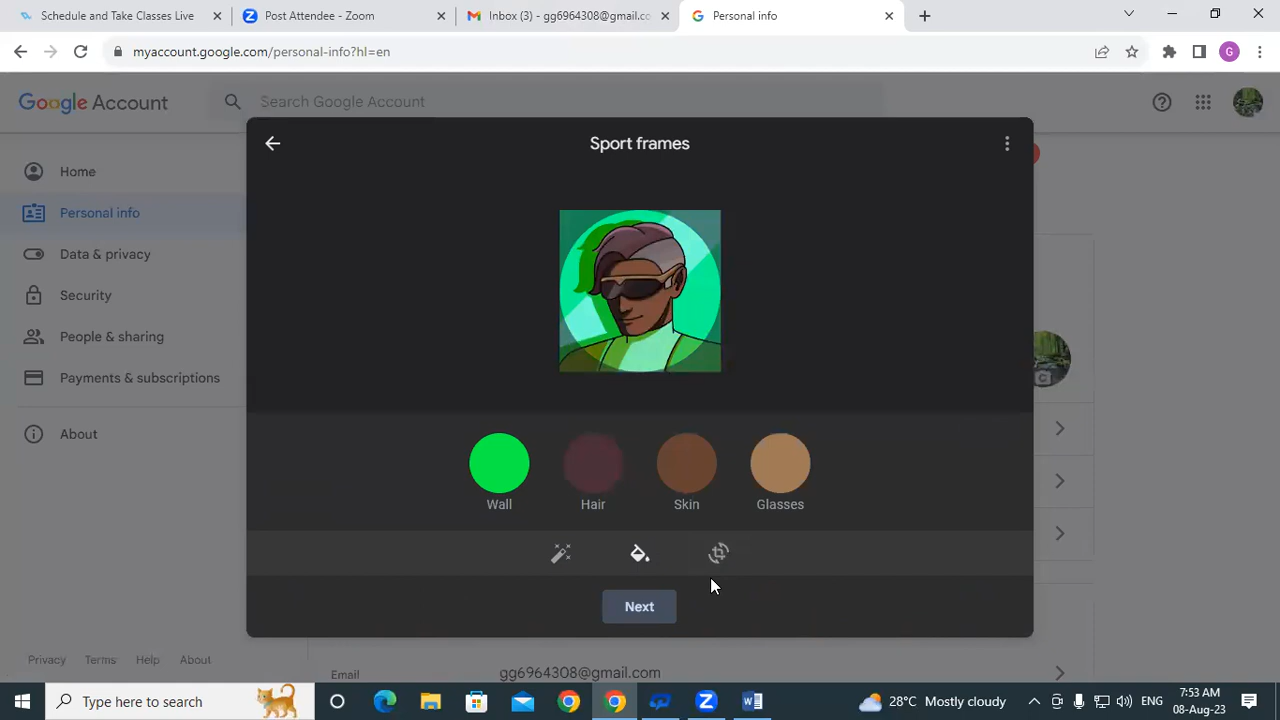 Schedule and Take Classes Live
Post Attendee - Zoom
Inbox (3) - gg6964308@gmail.co
Personal info
myaccount.google.com/personal-info?hl=en
G
Google Account
Search Google Account
Sport frames
Home
Personal info
Data & privacy
Security
People & sharing
Payments & subscriptions
About
Wall
Hair
Skin
Glasses
Next
Privacy
Terms
Help
About
Email
gg6964308@gmail.com
Type here to search
28°C Mostly cloudy
ENG
7:53 AM
08-Aug-23